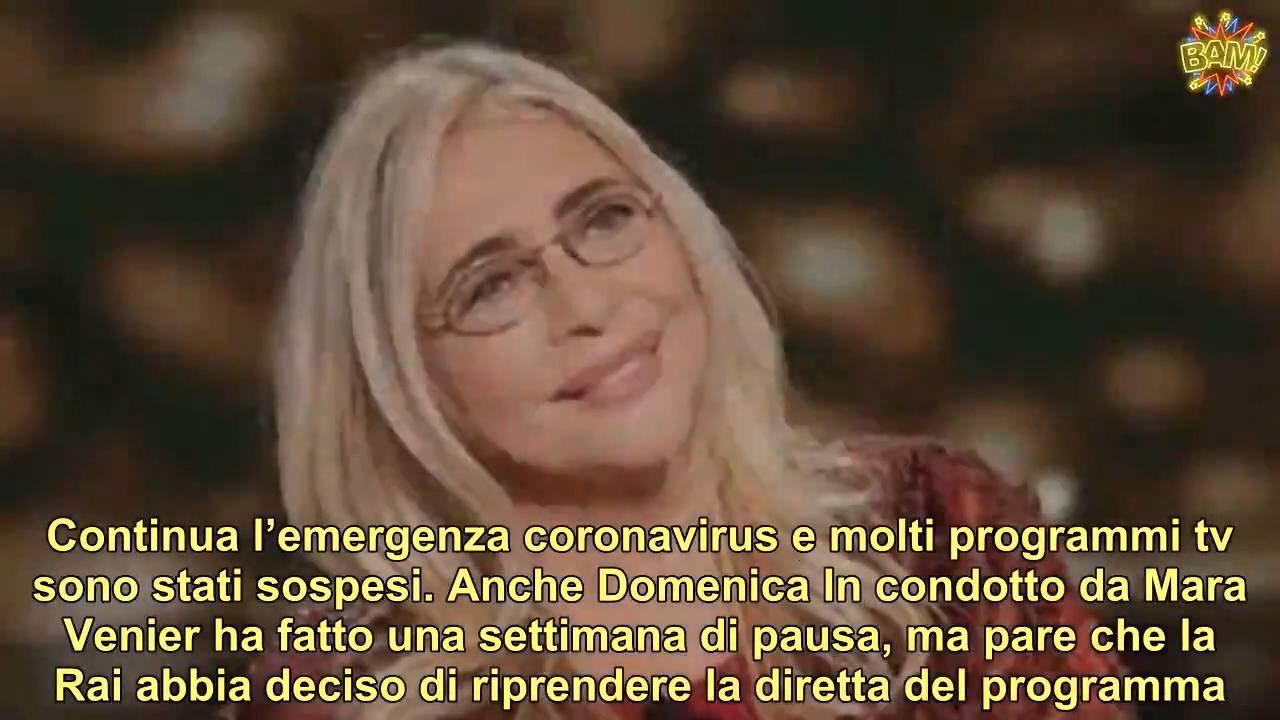 BAM!
Continua l’emergenza coronavirus e molti programmi tv
sono stati sospesi. Anche Domenica In condotto da Mara
Venier ha fatto una settimana di pausa, ma pare che la
Rai abbia deciso di riprendere la diretta del programma